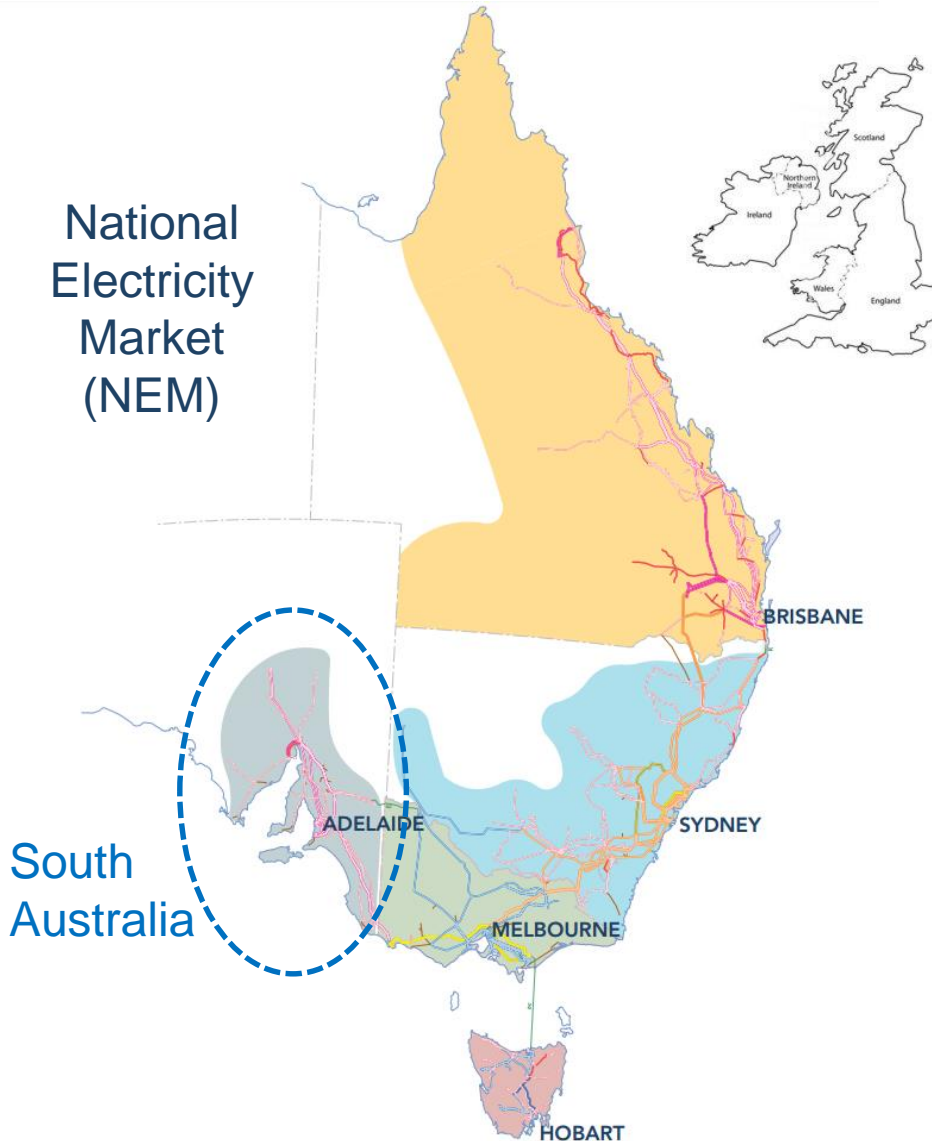 National
Electricity
Market
(NEM)
Scotland
Northern
Ireland
Ireland
Wales
England
BRISBANE
ADELAIDE
SYDNEY
South
Australia
MELBOURNE
HOBART